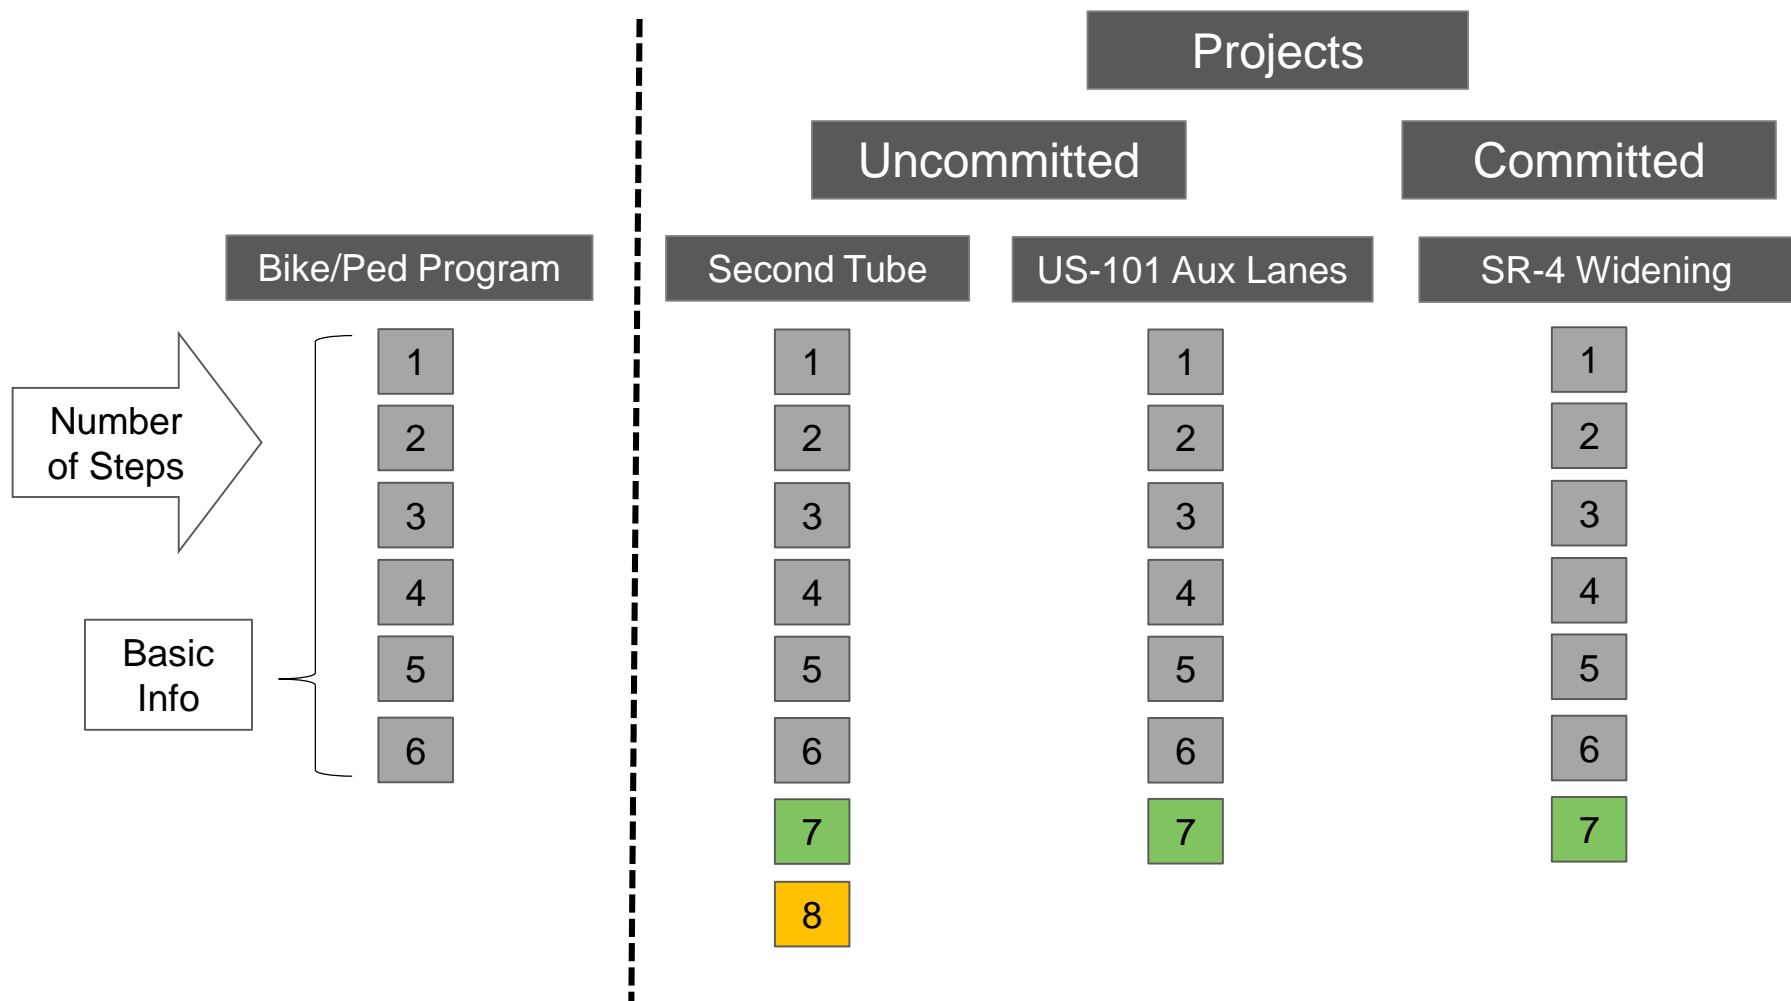 Projects
Uncommitted
Committed
Bike/Ped Program
Second Tube
US-101 Aux Lanes
SR-4 Widening
Number
of Steps
Basic
Info
1
2
3
4
5
6
1
2
3
4
5
6
7
8
1
2
3
4
5
6
7
1
2
3
4
5
6
7